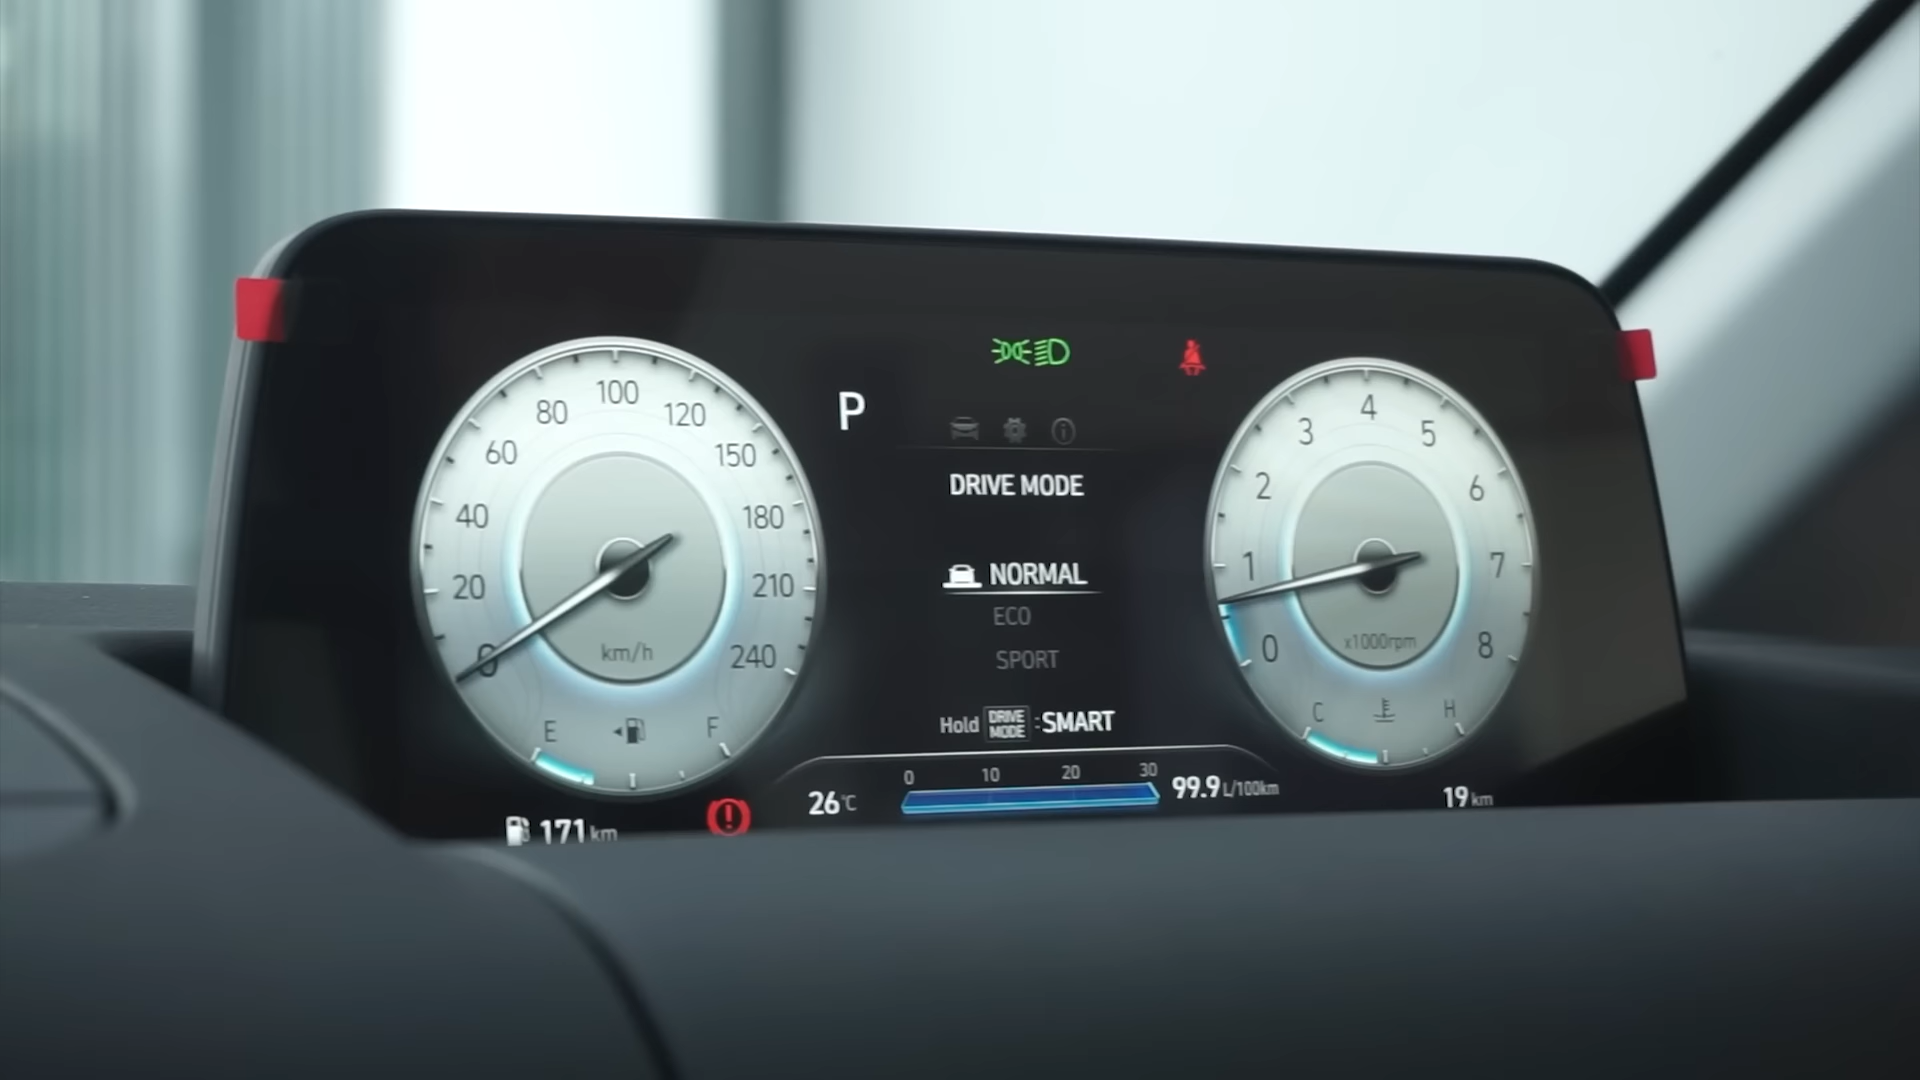 0
20
40
60
80
100
120
150
180
210
240
km/h
E
F
171 km
P
DRIVE MODE
NORMAL
ECO
SPORT
Hold DRIVE MODE : SMART
26°C
0 10 20 30
99.9 L/100km
0
1
2
3
4
5
6
7
8
x1000rpm
C
H
19 km